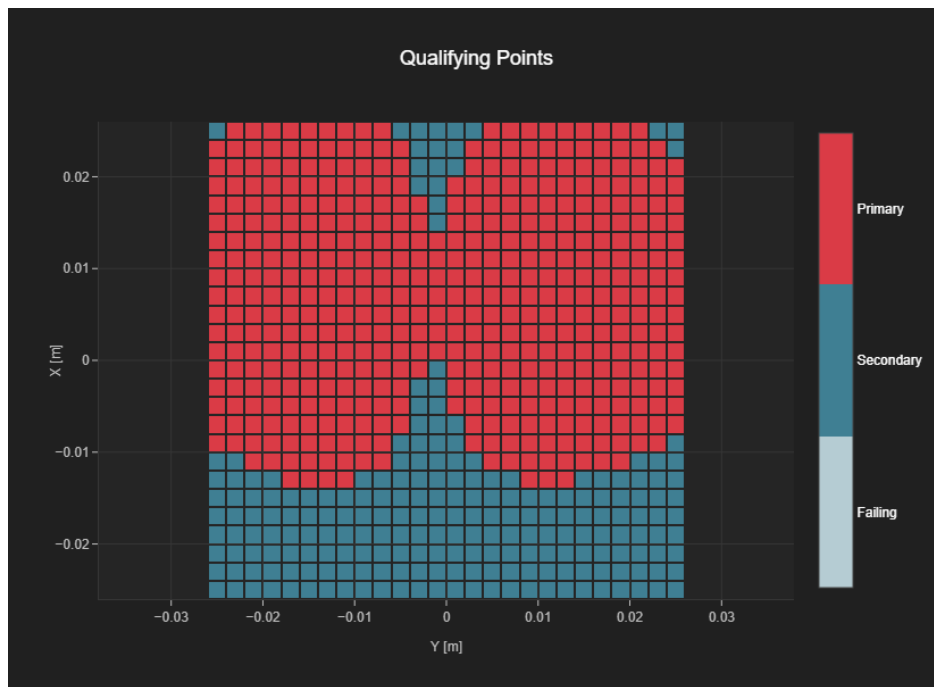 Qualifying Points
0.02
0.01
0
−0.01
−0.02
X [m]
−0.03
−0.02
−0.01
0
0.01
0.02
0.03
Y [m]
Primary
Secondary
Failing